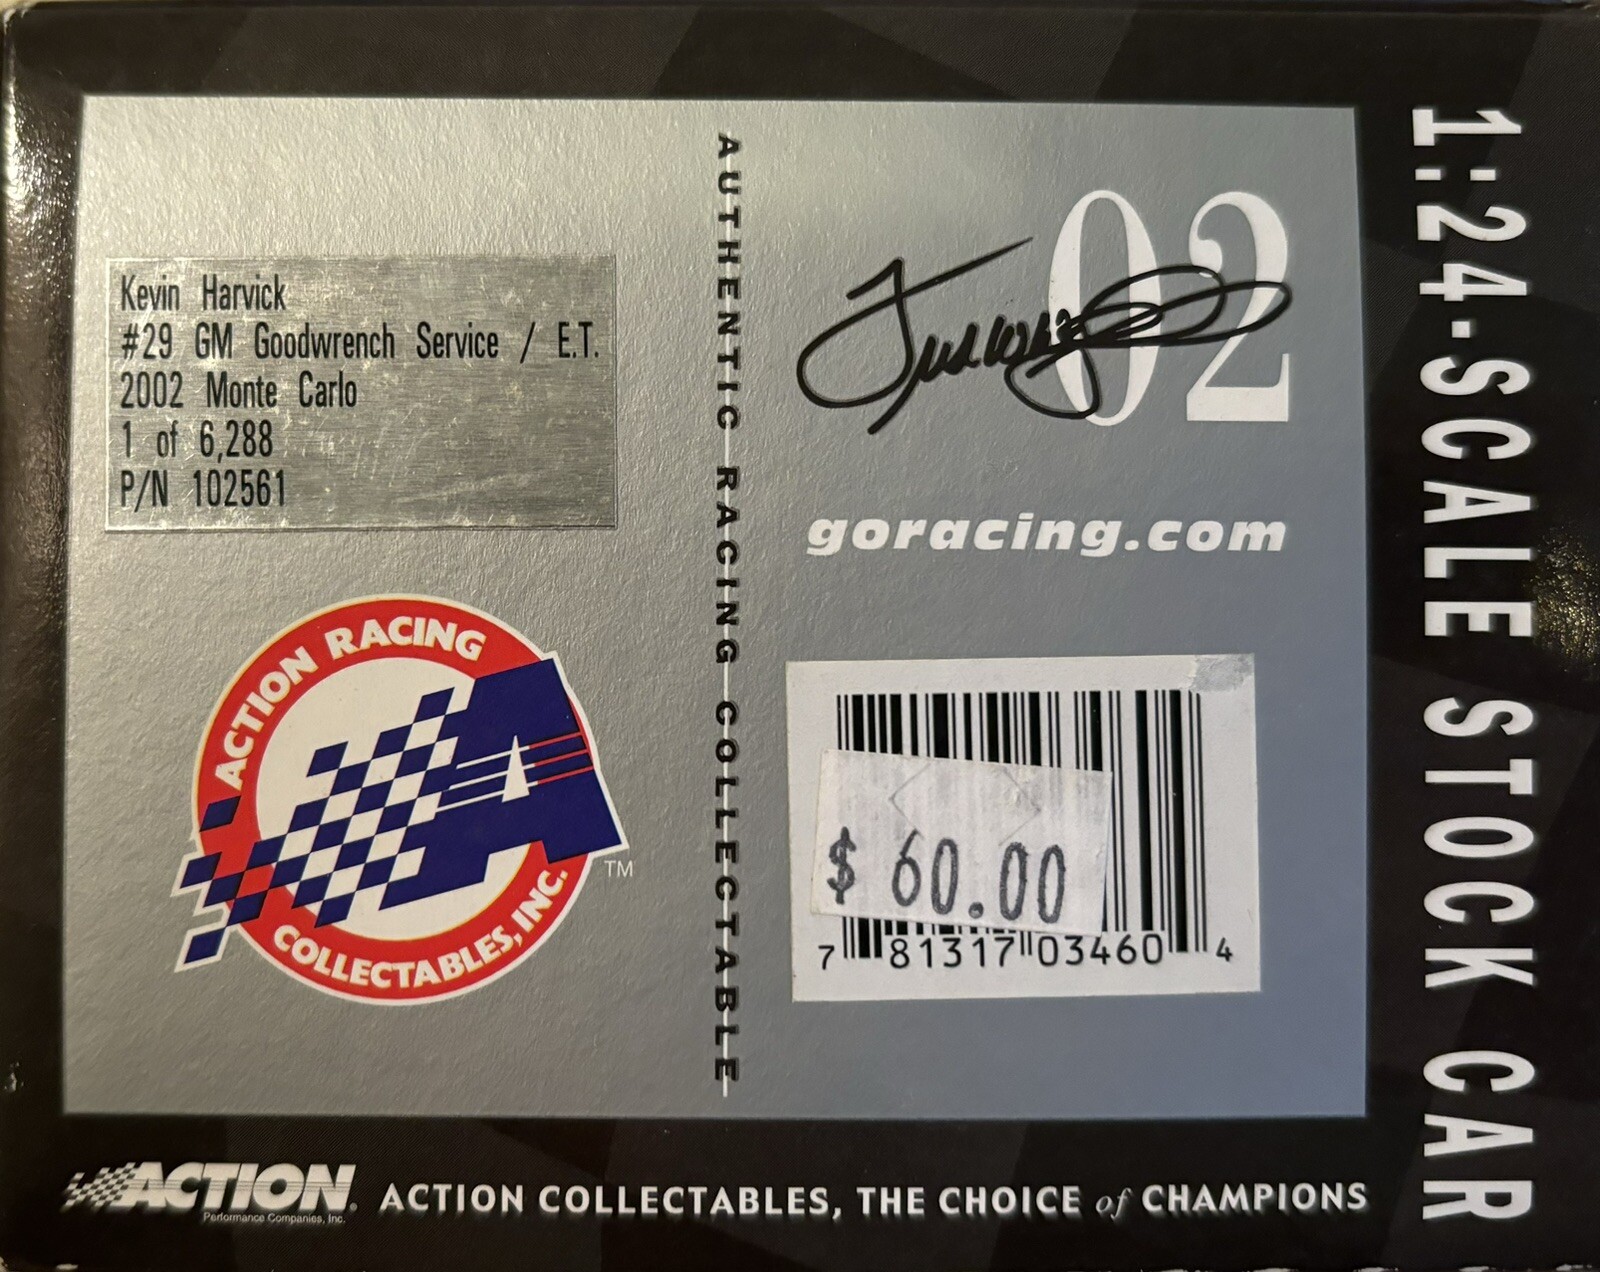 Kevin Harvick
#29 GM Goodwrench Service / E.T.
2002 Monte Carlo
1 of 6,288
P/N 102561
ACTION RACING
COLLECTABLES, INC.
TM
AUTHENTIC RACING COLLECTABLE
02
goracing.com
$ 60.00
7 81317 03460 4
1:24-SCALE STOCK CAR
ACTION®
Performance Companies, Inc.
ACTION COLLECTABLES, THE CHOICE of CHAMPIONS